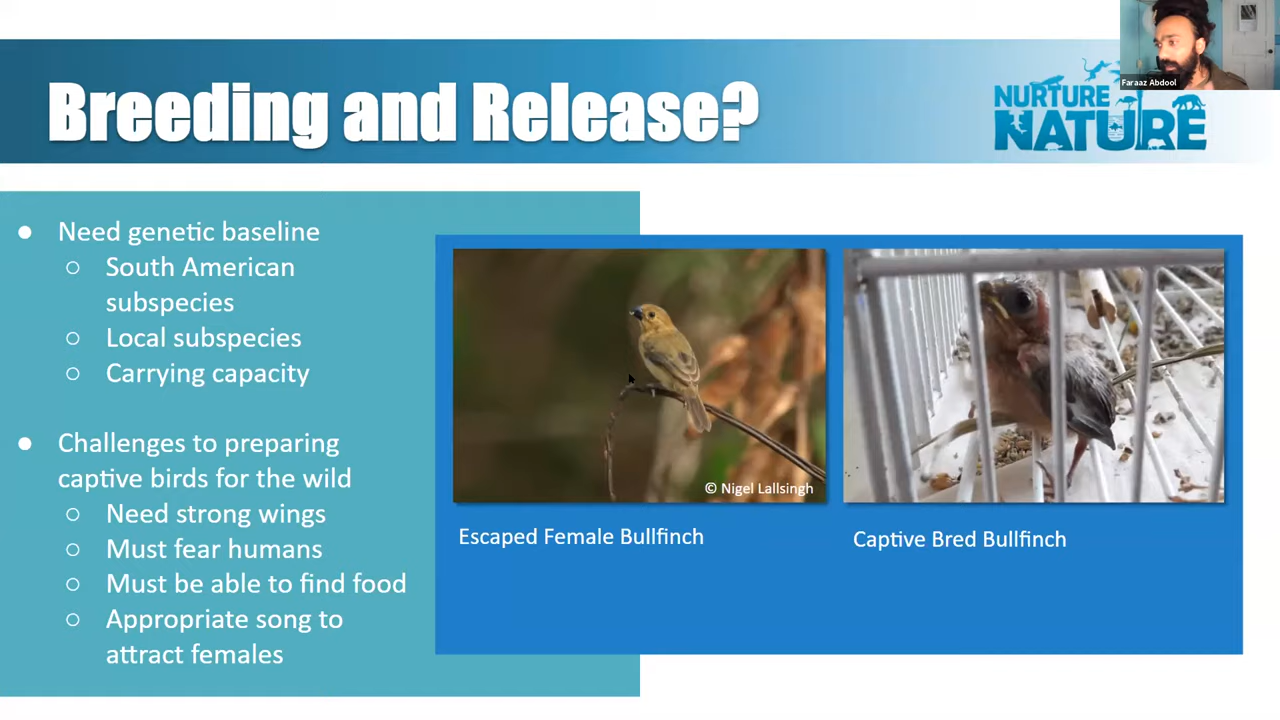 Faraaz Abdool
Breeding and Release?
NURTURE
NATURE
● Need genetic baseline
○ South American
subspecies
○ Local subspecies
○ Carrying capacity
● Challenges to preparing
captive birds for the wild
○ Need strong wings
○ Must fear humans
○ Must be able to find food
○ Appropriate song to
attract females
© Nigel Lallsingh
Escaped Female Bullfinch
Captive Bred Bullfinch